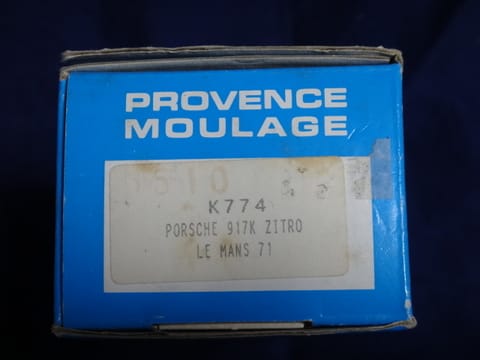 PROVENCE
MOULAGE
K774
PORSCHE 917K ZITRO
LE MANS 71